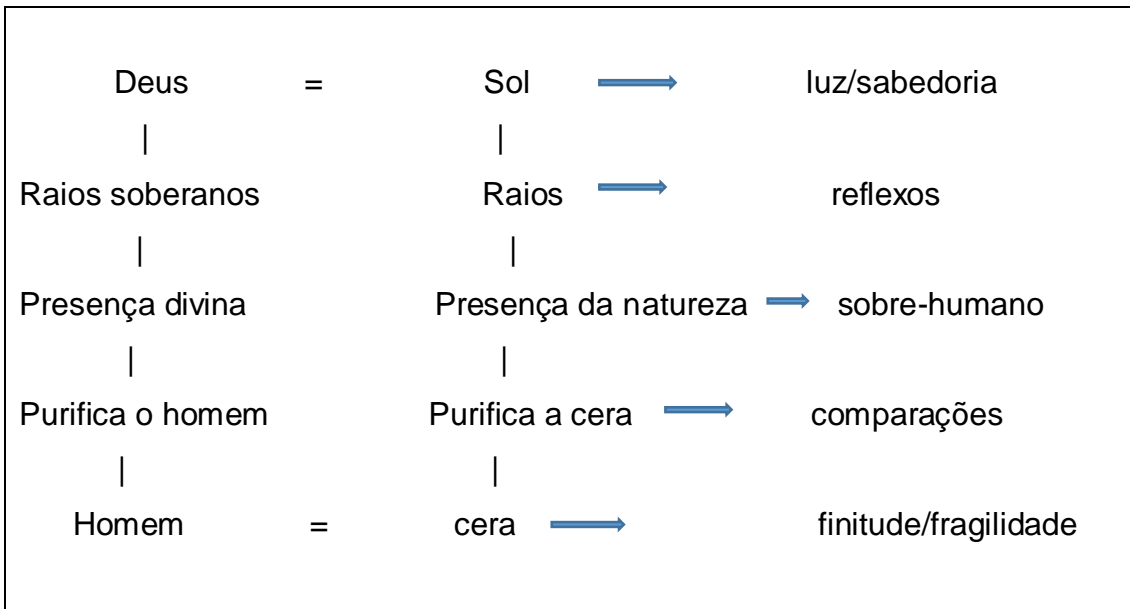 Deus = Sol luz/sabedoria
| |
Raios soberanos Raios reflexos
| |
Presença divina Presença da natureza sobre-humano
| |
Purifica o homem Purifica a cera comparações
| |
Homem = cera finitude/fragilidade